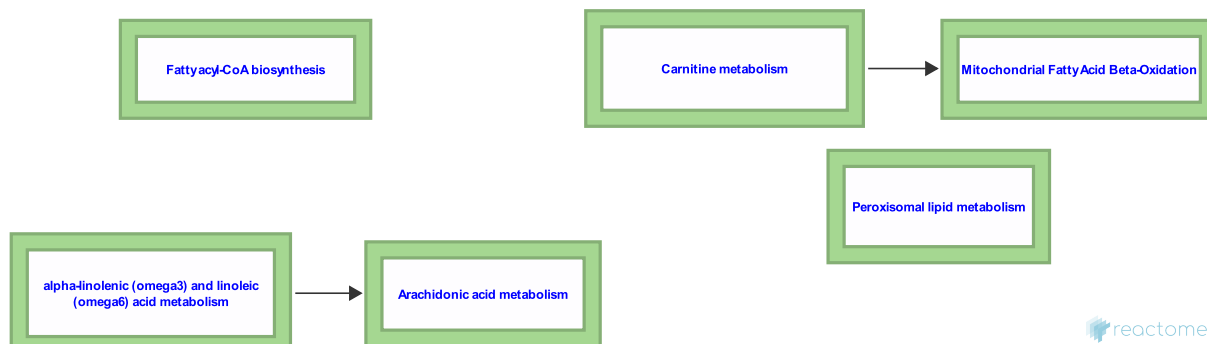 Fatty acyl-CoA biosynthesis
Carnitine metabolism
Mitochondrial Fatty Acid Beta-Oxidation
Peroxisomal lipid metabolism
alpha-linolenic (omega3) and linoleic
(omega6) acid metabolism
Arachidonic acid metabolism
reactome